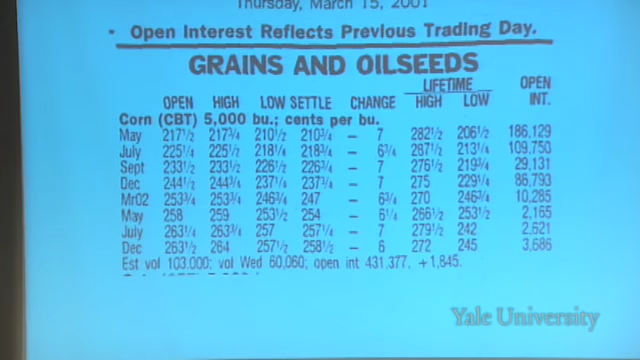 Thursday, March 15, 2001
• Open Interest Reflects Previous Trading Day.
GRAINS AND OILSEEDS
LIFETIME OPEN
OPEN HIGH LOW SETTLE CHANGE HIGH LOW INT.
Corn (CBT) 5,000 bu.; cents per bu.
May 217½ 217¾ 210½ 210¾ – 7 282½ 206½ 186,129
July 225¼ 225½ 218¼ 218¾ – 6¾ 287½ 213¼ 109,750
Sept 233½ 233½ 226½ 226¾ – 7 276½ 219¾ 29,131
Dec 244½ 244¾ 237¼ 237¾ – 7 275 229¼ 86,793
Mr02 253¾ 253¾ 246¾ 247 – 6¾ 270 246¾ 10,285
May 258 259 253½ 254 – 6¼ 266½ 253½ 2,165
July 263¼ 263¾ 257 257¼ – 7 279½ 242 2,621
Dec 263½ 264 257½ 258½ – 6 272 245 3,686
Est vol 103,000; vol Wed 60,060; open int 431,377, +1,845.
Yale University